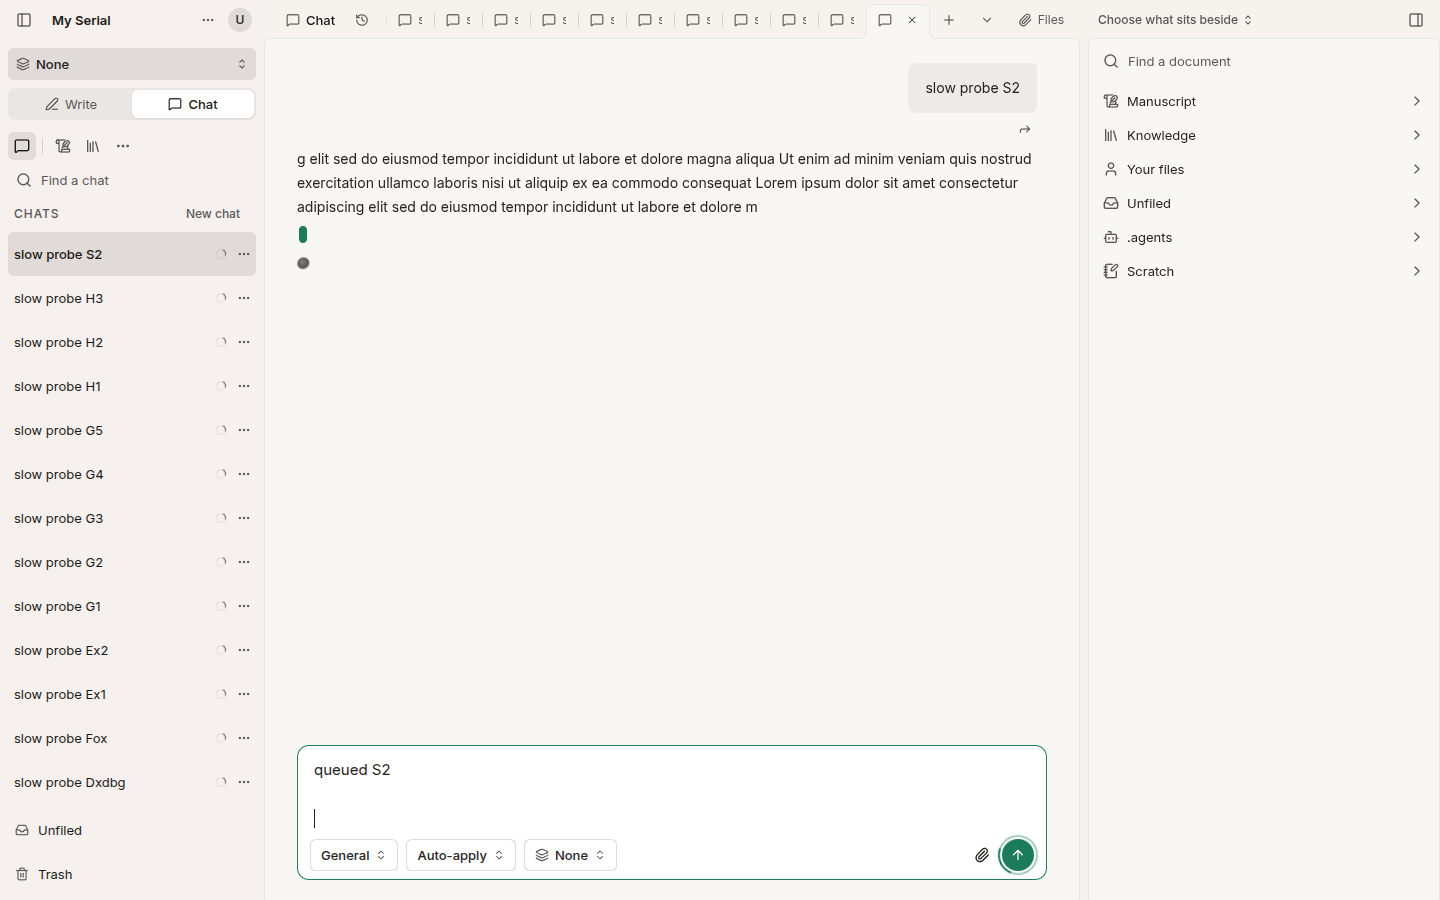 My Serial
U
None
Write
Chat
Find a chat
CHATS
New chat
slow probe S2
slow probe H3
slow probe H2
slow probe H1
slow probe G5
slow probe G4
slow probe G3
slow probe G2
slow probe G1
slow probe Ex2
slow probe Ex1
slow probe Fox
slow probe Dxdbg
Unfiled
Trash
Chat
Files
slow probe S2
g elit sed do eiusmod tempor incididunt ut labore et dolore magna aliqua Ut enim ad minim veniam quis nostrud
exercitation ullamco laboris nisi ut aliquip ex ea commodo consequat Lorem ipsum dolor sit amet consectetur
adipiscing elit sed do eiusmod tempor incididunt ut labore et dolore m
queued S2
General
Auto-apply
None
Choose what sits beside
Find a document
Manuscript
Knowledge
Your files
Unfiled
.agents
Scratch